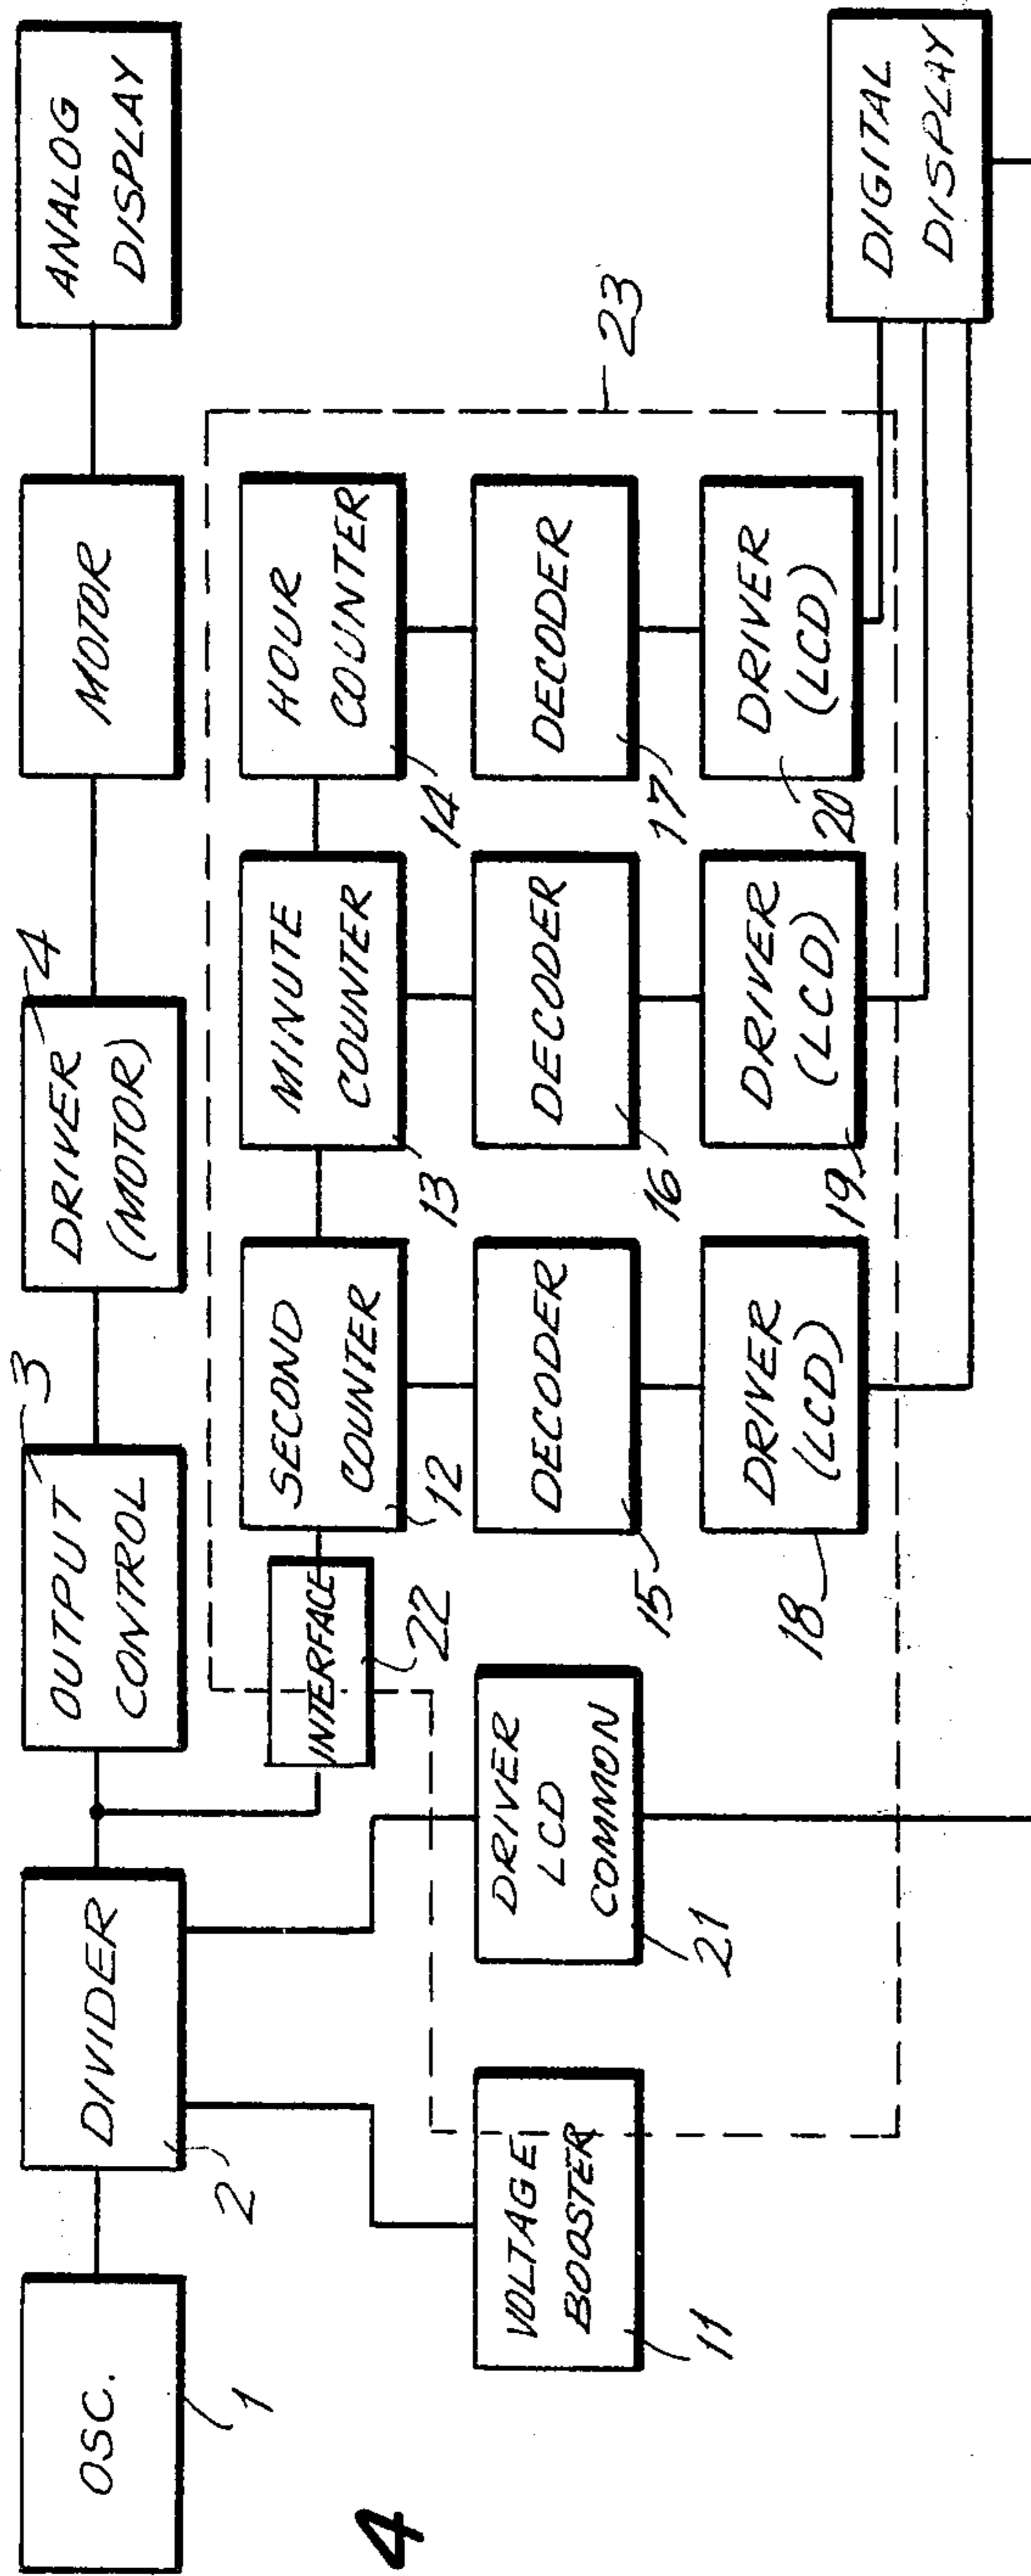 OSC.
1
DIVIDER
2
OUTPUT
CONTROL
3
DRIVER
(MOTOR)
4
MOTOR
ANALOG
DISPLAY
INTERFACE
22
SECOND
COUNTER
12
MINUTE
COUNTER
13
HOUR
COUNTER
14
23
VOLTAGE
BOOSTER
11
DRIVER
LCD
COMMON
21
DECODER
15
DECODER
16
DECODER
17
DRIVER
(LCD)
18
DRIVER
(LCD)
19
DRIVER
(LCD)
20
DIGITAL
DISPLAY
4